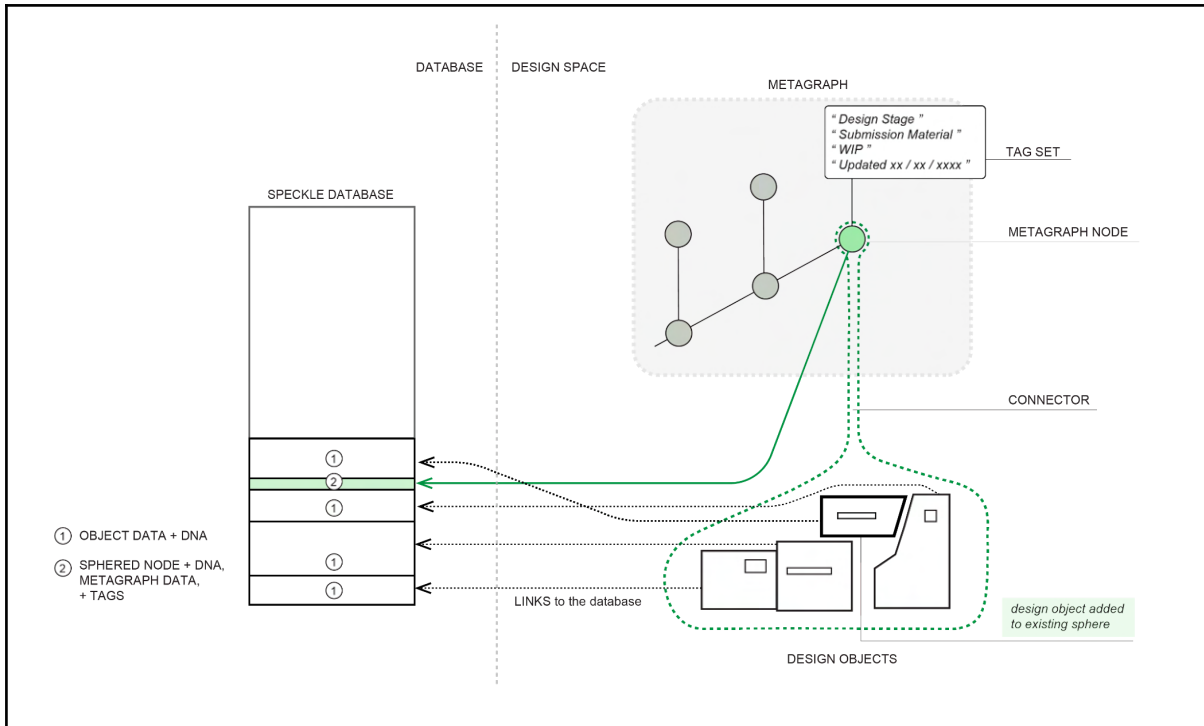 DATABASE
DESIGN SPACE
METAGRAPH
“ Design Stage ”
“ Submission Material ”
“ WIP ”
“ Updated xx / xx / xxxx ”
TAG SET
SPECKLE DATABASE
METAGRAPH NODE
CONNECTOR
1
2
1
1
1
1 OBJECT DATA + DNA
2 SPHERED NODE + DNA,
METAGRAPH DATA,
+ TAGS
LINKS to the database
design object added
to existing sphere
DESIGN OBJECTS